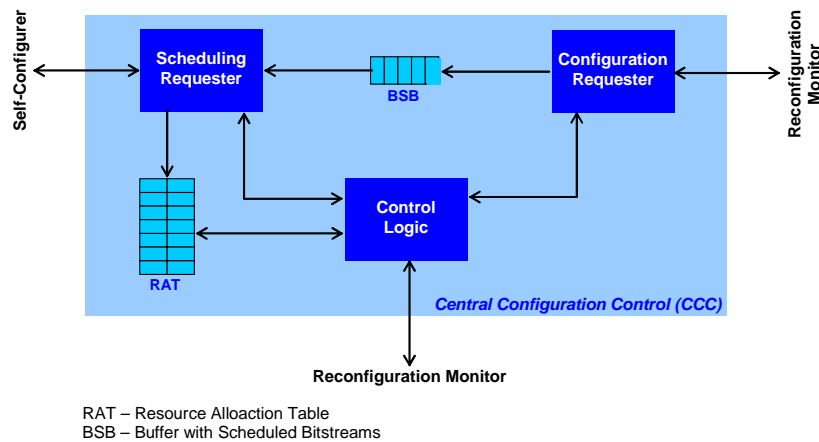 Self-Configurer
Scheduling
Requester
BSB
Configuration
Requester
Reconfiguration
Monitor
RAT
Control
Logic
Central Configuration Control (CCC)
Reconfiguration Monitor
RAT – Resource Alloaction Table
BSB – Buffer with Scheduled Bitstreams